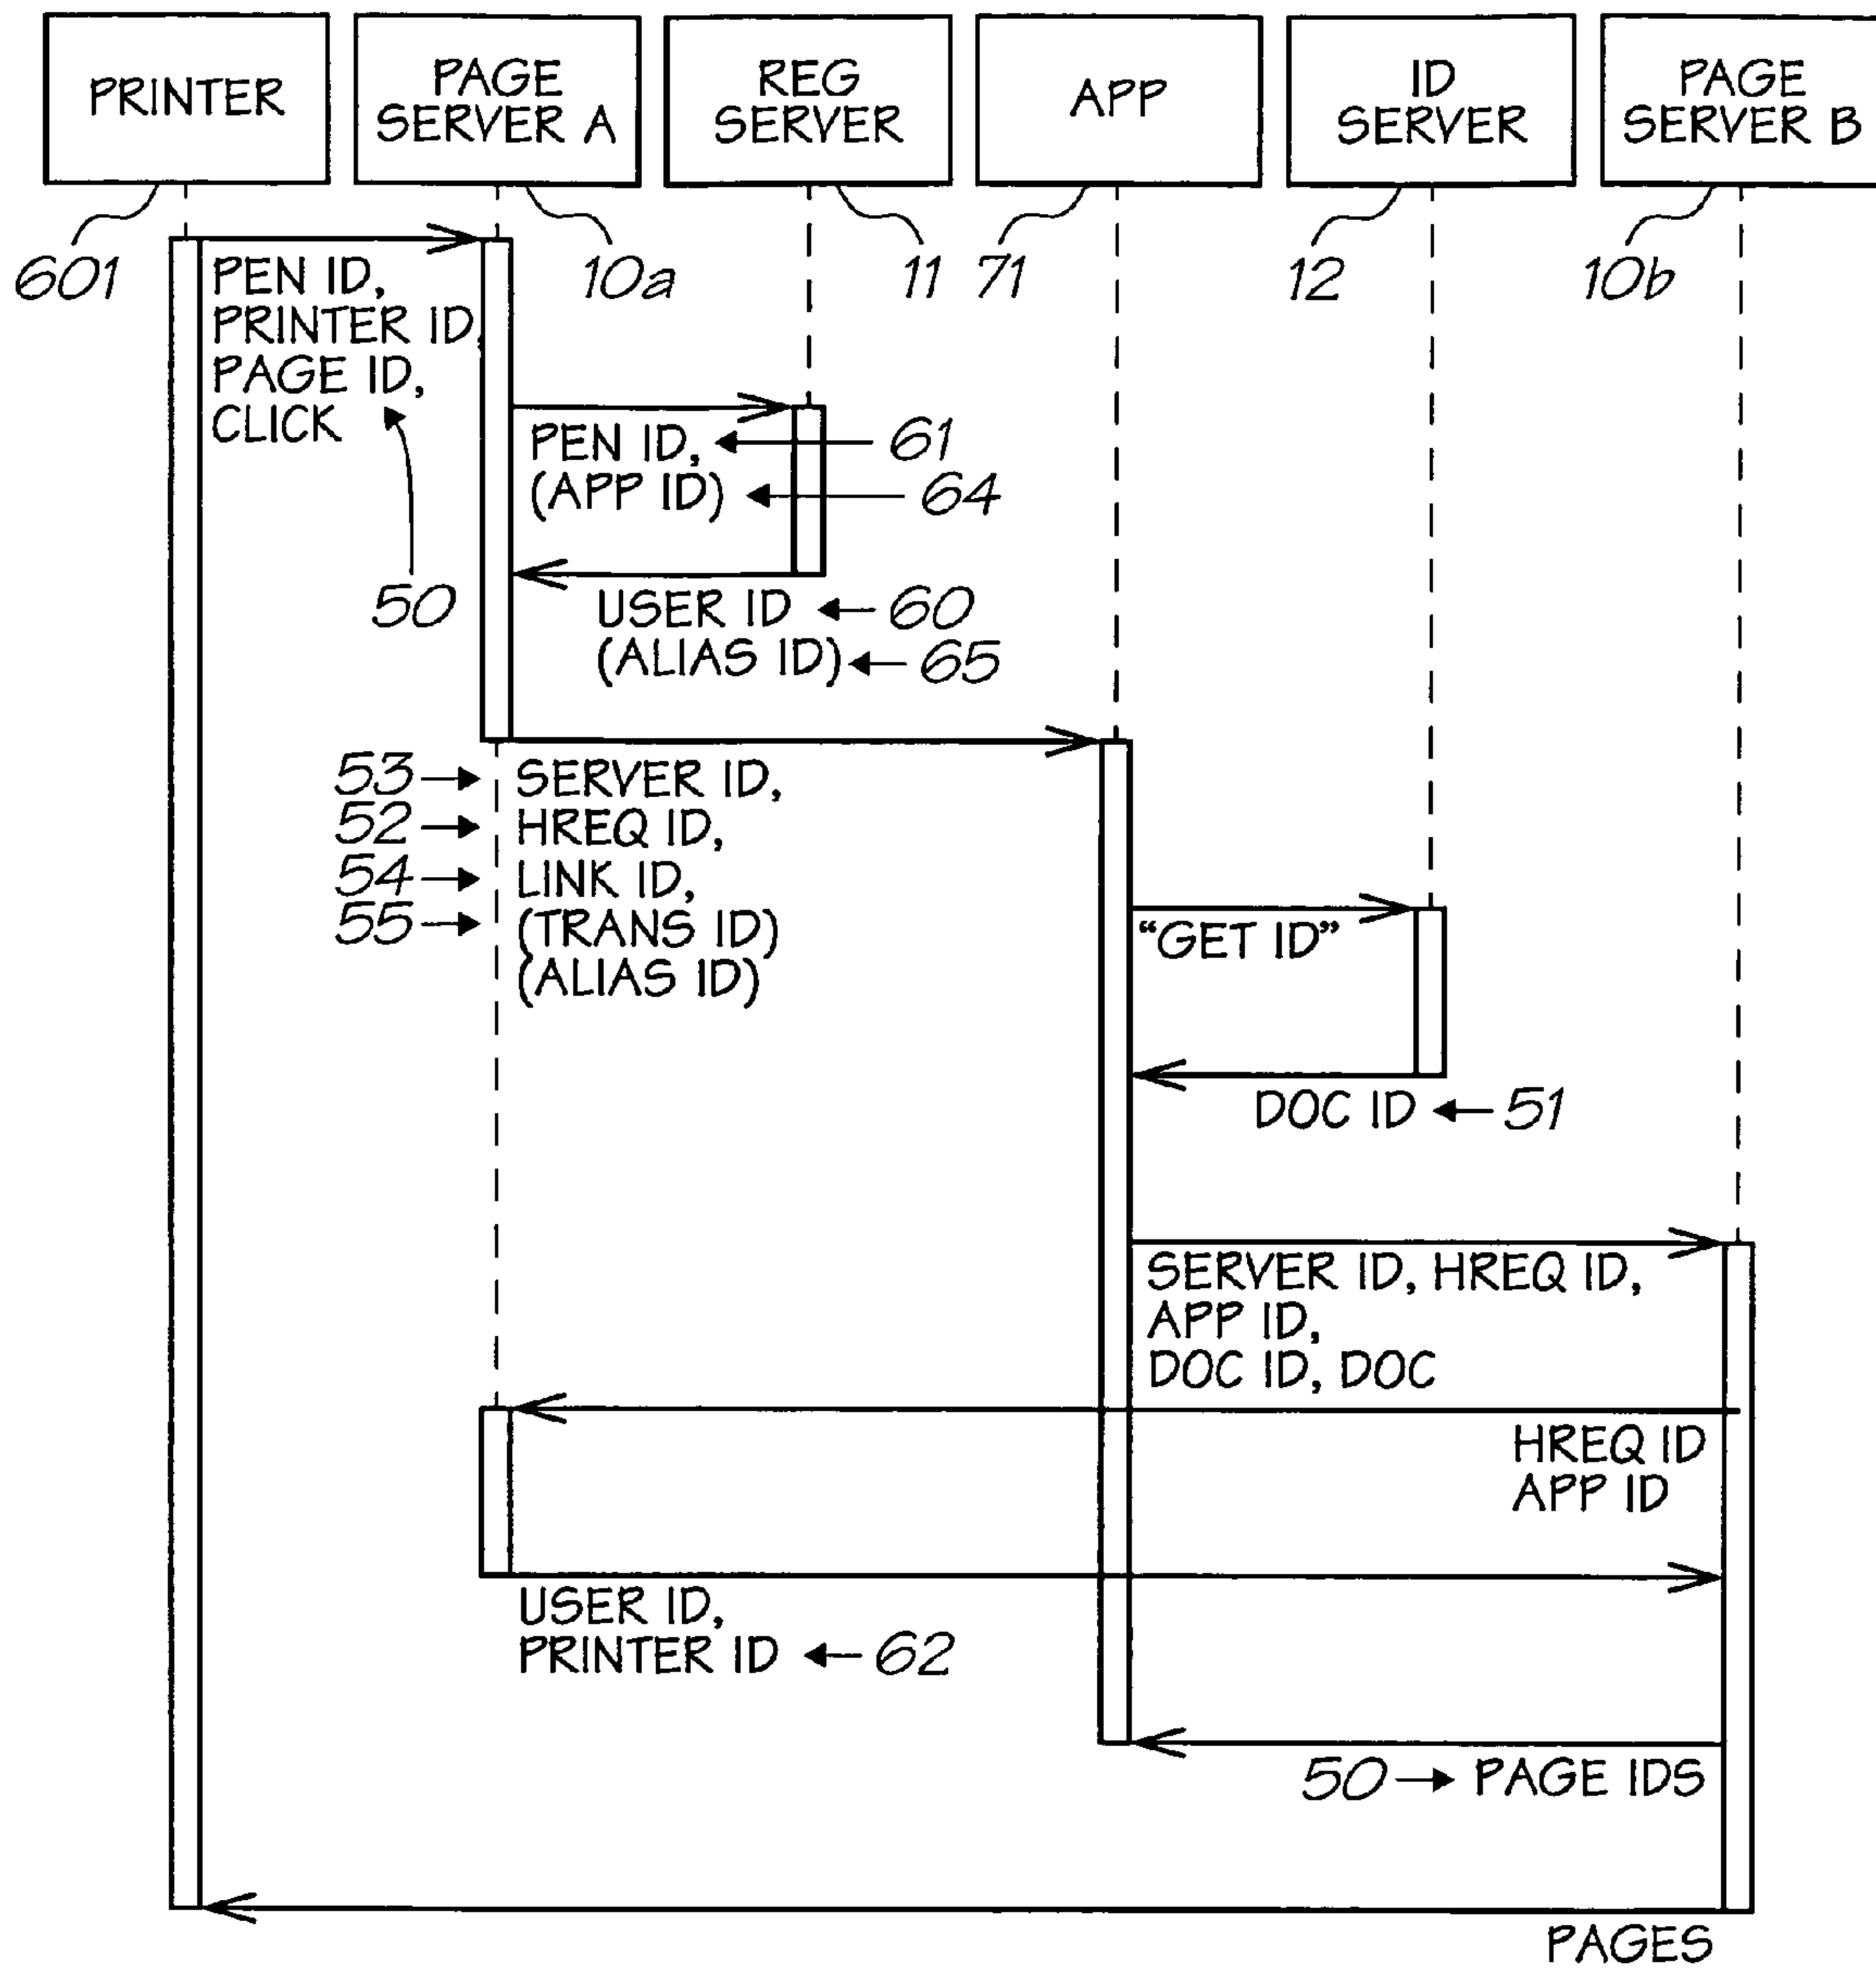 PRINTER
PAGE
SERVER A
REG
SERVER
APP
ID
SERVER
PAGE
SERVER B
601
10a
11
71
12
10b
PEN ID,
PRINTER ID,
PAGE ID,
CLICK
50
PEN ID,
61
(APP ID)
64
USER ID
60
(ALIAS ID)
65
53
SERVER ID,
52
HREQ ID,
54
LINK ID,
55
(TRANS ID)
(ALIAS ID)
“GET ID”
DOC ID
51
SERVER ID, HREQ ID,
APP ID,
DOC ID, DOC
HREQ ID
APP ID
USER ID,
PRINTER ID
62
50
PAGE IDS
PAGES